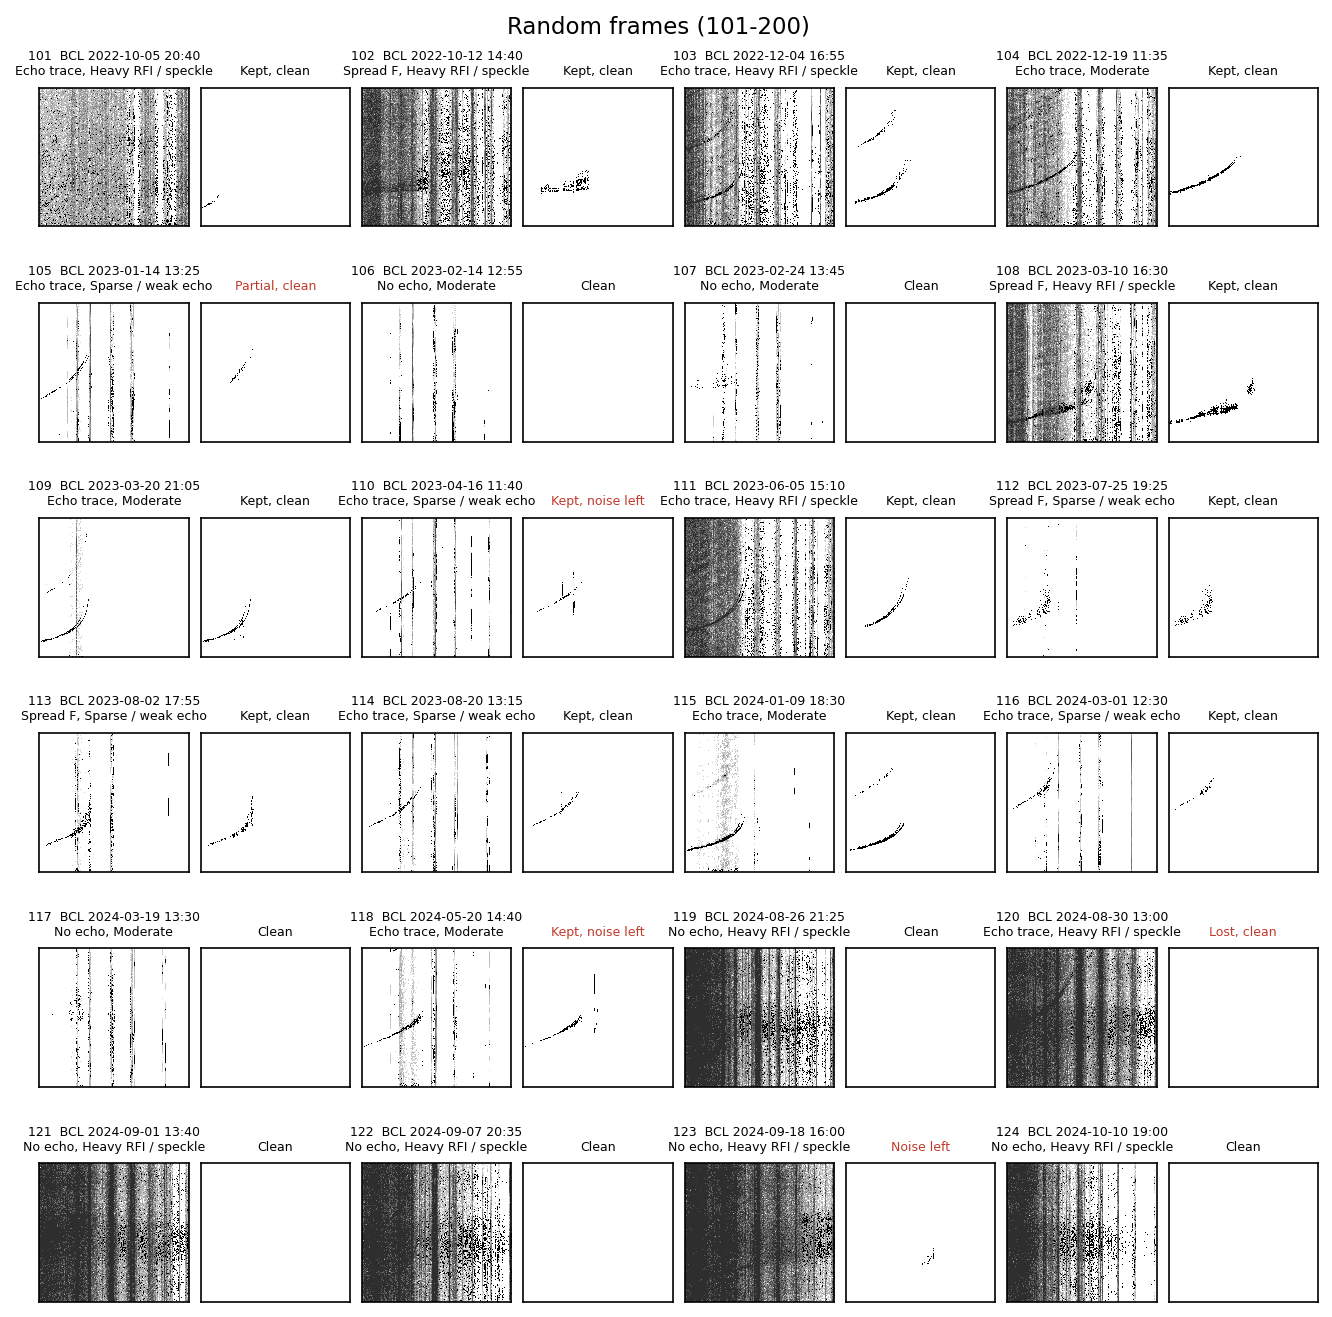 Random frames (101-200)
101 BCL 2022-10-05 20:40
Echo trace, Heavy RFI / speckle
Kept, clean
102 BCL 2022-10-12 14:40
Spread F, Heavy RFI / speckle
Kept, clean
103 BCL 2022-12-04 16:55
Echo trace, Heavy RFI / speckle
Kept, clean
104 BCL 2022-12-19 11:35
Echo trace, Moderate
Kept, clean
105 BCL 2023-01-14 13:25
Echo trace, Sparse / weak echo
Partial, clean
106 BCL 2023-02-14 12:55
No echo, Moderate
Clean
107 BCL 2023-02-24 13:45
No echo, Moderate
Clean
108 BCL 2023-03-10 16:30
Spread F, Heavy RFI / speckle
Kept, clean
109 BCL 2023-03-20 21:05
Echo trace, Moderate
Kept, clean
110 BCL 2023-04-16 11:40
Echo trace, Sparse / weak echo
Kept, noise left
111 BCL 2023-06-05 15:10
Echo trace, Heavy RFI / speckle
Kept, clean
112 BCL 2023-07-25 19:25
Spread F, Sparse / weak echo
Kept, clean
113 BCL 2023-08-02 17:55
Spread F, Sparse / weak echo
Kept, clean
114 BCL 2023-08-20 13:15
Echo trace, Sparse / weak echo
Kept, clean
115 BCL 2024-01-09 18:30
Echo trace, Moderate
Kept, clean
116 BCL 2024-03-01 12:30
Echo trace, Sparse / weak echo
Kept, clean
117 BCL 2024-03-19 13:30
No echo, Moderate
Clean
118 BCL 2024-05-20 14:40
Echo trace, Moderate
Kept, noise left
119 BCL 2024-08-26 21:25
No echo, Heavy RFI / speckle
Clean
120 BCL 2024-08-30 13:00
Echo trace, Heavy RFI / speckle
Lost, clean
121 BCL 2024-09-01 13:40
No echo, Heavy RFI / speckle
Clean
122 BCL 2024-09-07 20:35
No echo, Heavy RFI / speckle
Clean
123 BCL 2024-09-18 16:00
No echo, Heavy RFI / speckle
Noise left
124 BCL 2024-10-10 19:00
No echo, Heavy RFI / speckle
Clean